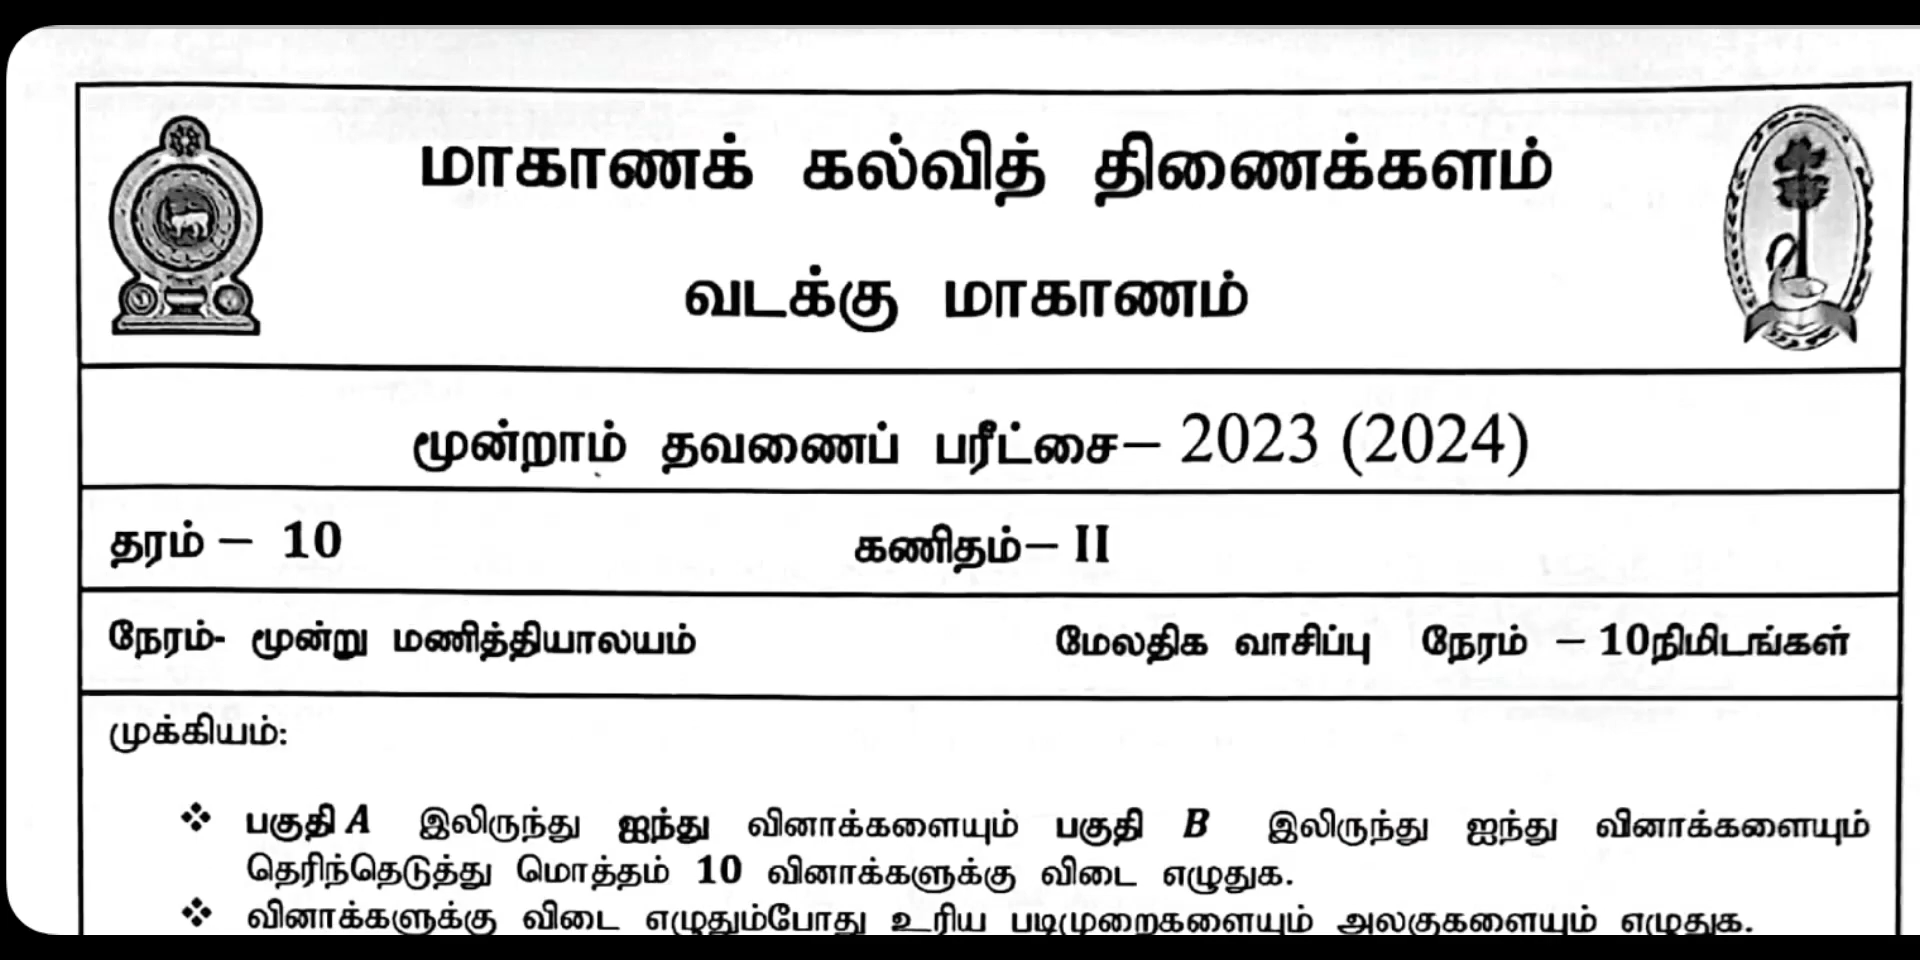 மாகாணக் கல்வித் திணைக்களம்
வடக்கு மாகாணம்
மூன்றாம் தவணைப் பரீட்சை– 2023 (2024)
தரம் – 10 கணிதம்– II
நேரம்- மூன்று மணித்தியாலயம் மேலதிக வாசிப்பு நேரம் – 10நிமிடங்கள்
முக்கியம்:
❖ பகுதி A இலிருந்து ஐந்து வினாக்களையும் பகுதி B இலிருந்து ஐந்து வினாக்களையும்
தெரிந்தெடுத்து மொத்தம் 10 வினாக்களுக்கு விடை எழுதுக.
❖ வினாக்களுக்கு விடை எழுதும்போது உரிய படிமுறைகளையும் அலகுகளையும் எழுதுக.